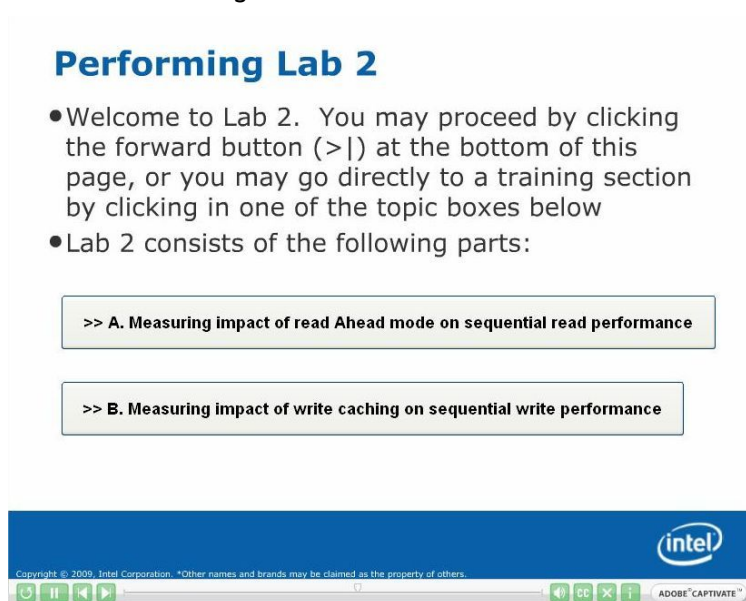 Performing Lab 2
•Welcome to Lab 2. You may proceed by clicking
the forward button (>|) at the bottom of this
page, or you may go directly to a training section
by clicking in one of the topic boxes below
•Lab 2 consists of the following parts:
>> A. Measuring impact of read Ahead mode on sequential read performance
>> B. Measuring impact of write caching on sequential write performance
intel
Copyright © 2009, Intel Corporation. *Other names and brands may be claimed as the property of others.
CC
i
ADOBE® CAPTIVATE™